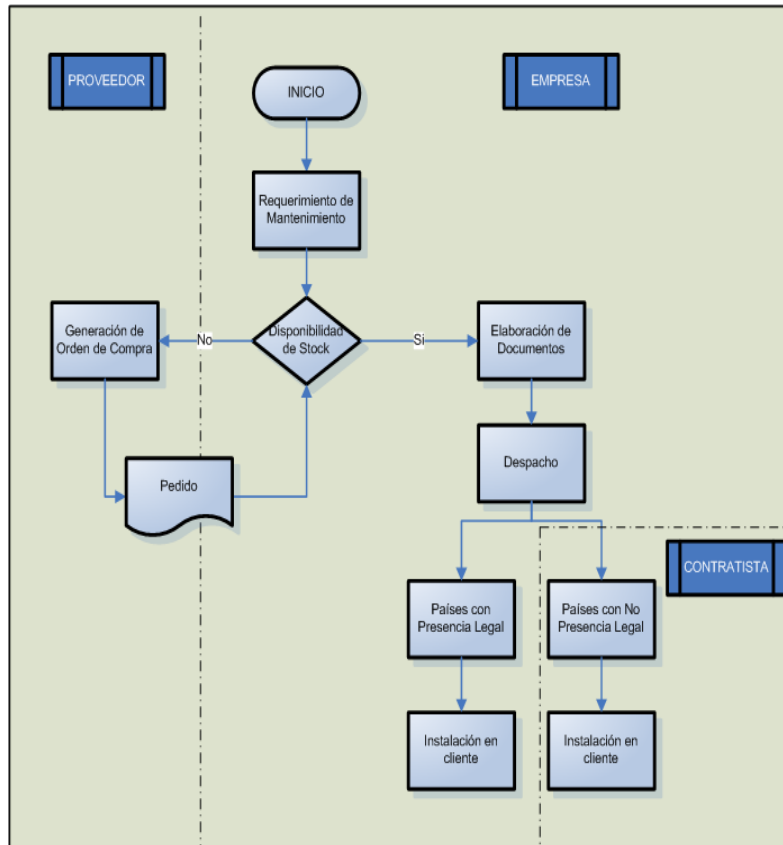 PROVEEDOR
EMPRESA
INICIO
Requerimiento de
Mantenimiento
Generación de
Orden de Compra
No
Disponibilidad
de Stock
Si
Elaboración de
Documentos
Pedido
Despacho
CONTRATISTA
Países con
Presencia Legal
Países con No
Presencia Legal
Instalación en
cliente
Instalación en
cliente